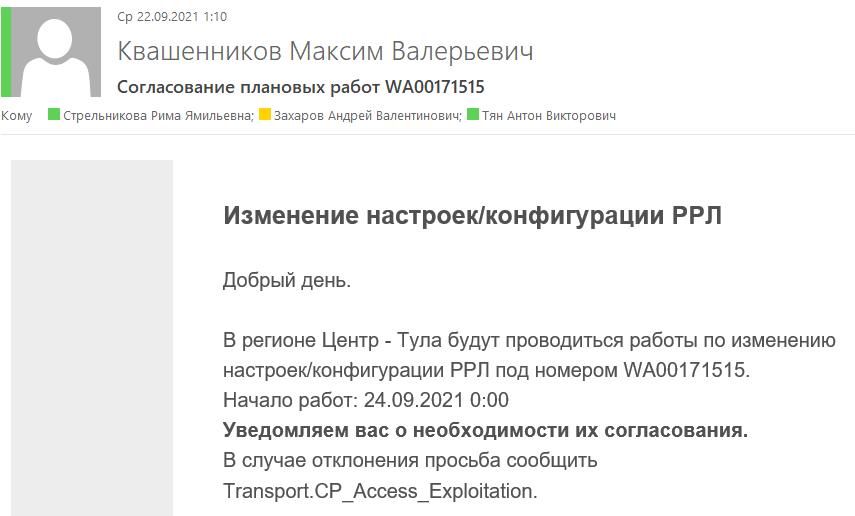 Ср 22.09.2021 1:10
Квашенников Максим Валерьевич
Согласование плановых работ WA00171515
Кому Стрельникова Рима Ямильевна; Захаров Андрей Валентинович; Тян Антон Викторович
Изменение настроек/конфигурации РРЛ
Добрый день.
В регионе Центр - Тула будут проводиться работы по изменению
настроек/конфигурации РРЛ под номером WA00171515.
Начало работ: 24.09.2021 0:00
Уведомляем вас о необходимости их согласования.
В случае отклонения просьба сообщить
Transport.CP_Access_Exploitation.